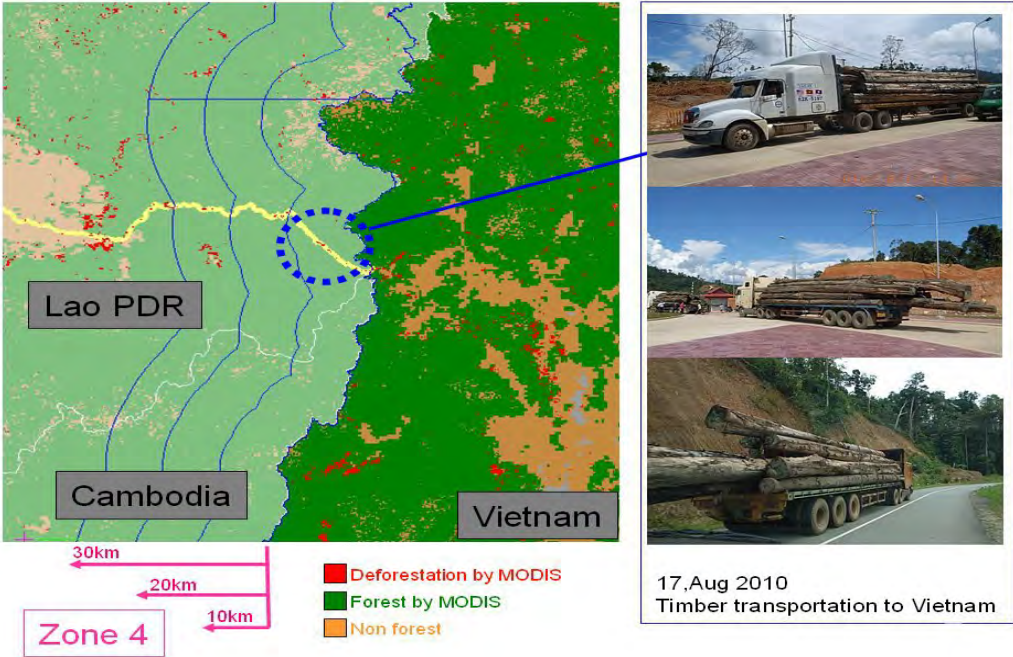 Lao PDR
Cambodia
Vietnam
30km
20km
10km
Zone 4
Deforestation by MODIS
Forest by MODIS
Non forest
17,Aug 2010
Timber transportation to Vietnam